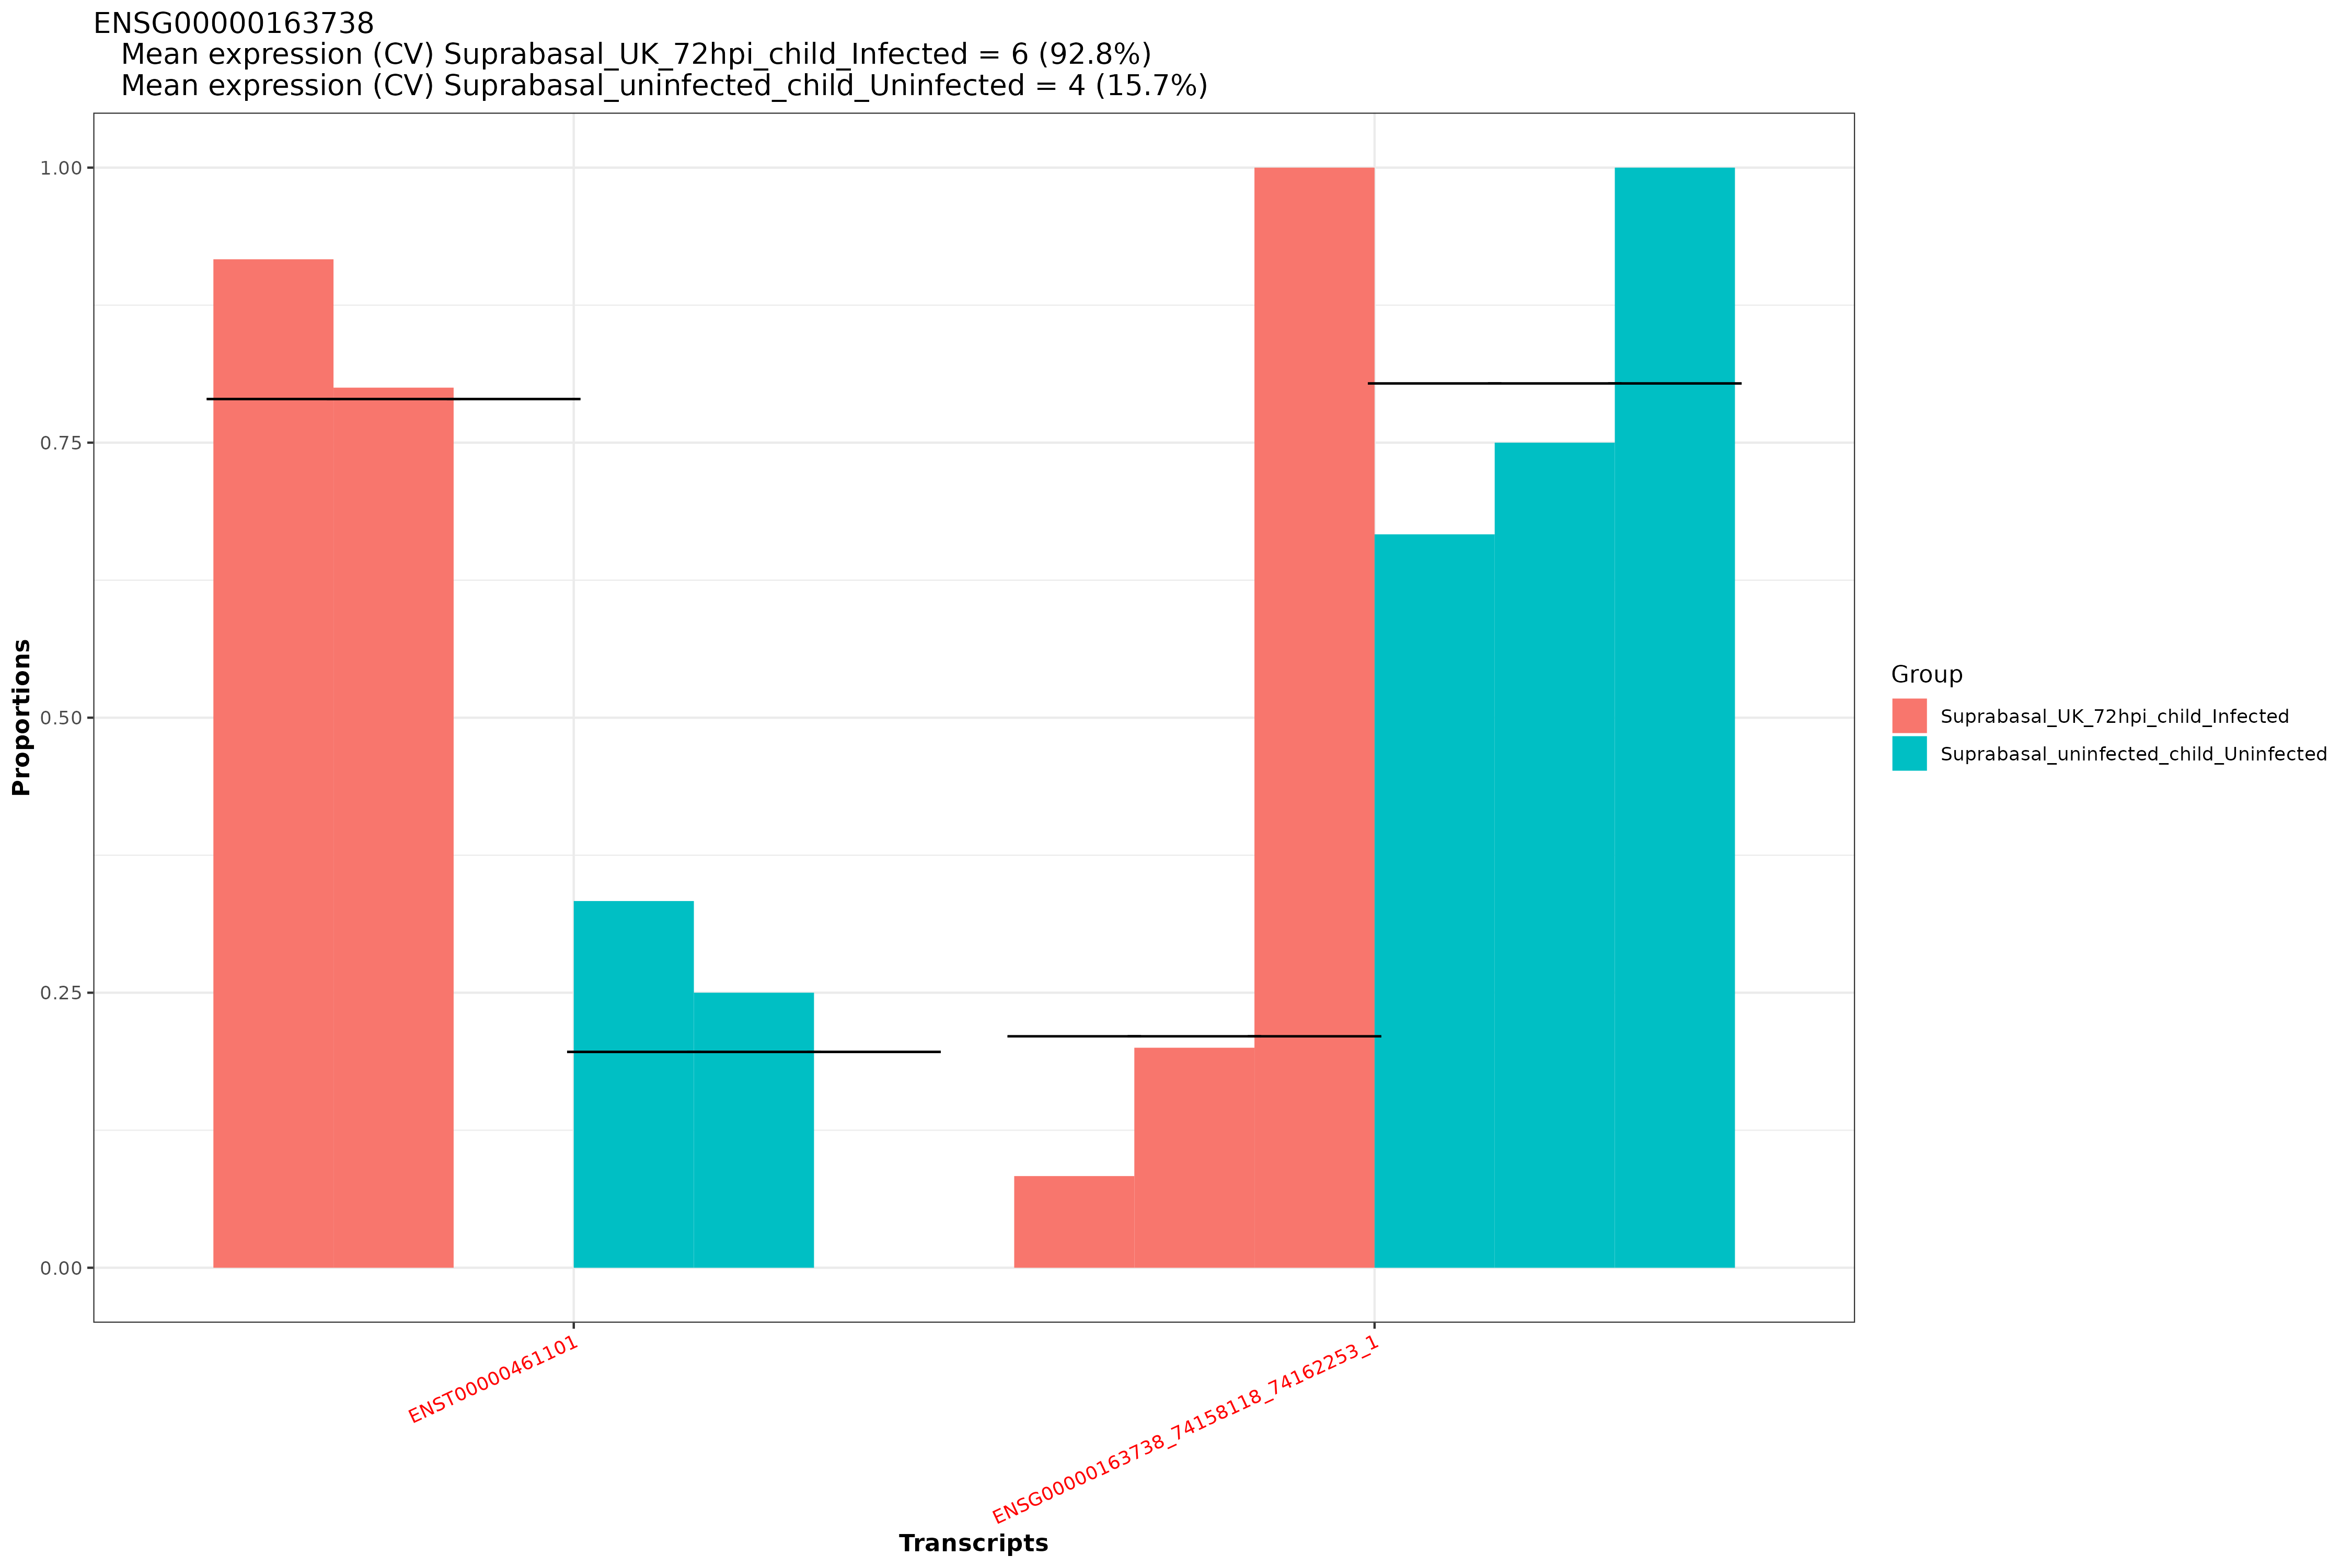 ENSG00000163738
Mean expression (CV) Suprabasal_UK_72hpi_child_Infected = 6 (92.8%)
Mean expression (CV) Suprabasal_uninfected_child_Uninfected = 4 (15.7%)
1.00
0.75
0.50
0.25
0.00
Proportions
ENST00000461101
ENSG00000163738_74158118_74162253_1
Transcripts
Group
Suprabasal_UK_72hpi_child_Infected
Suprabasal_uninfected_child_Uninfected